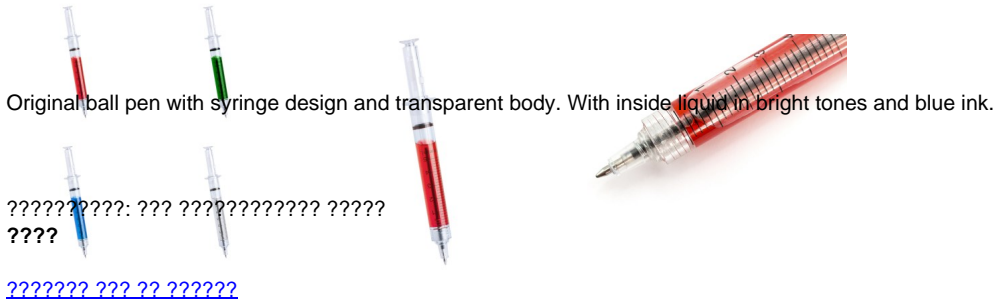 Original ball pen with syringe design and transparent body. With inside liquid in bright tones and blue ink.
??????????: ??? ???????????? ?????
????
??????? ??? ?? ??????